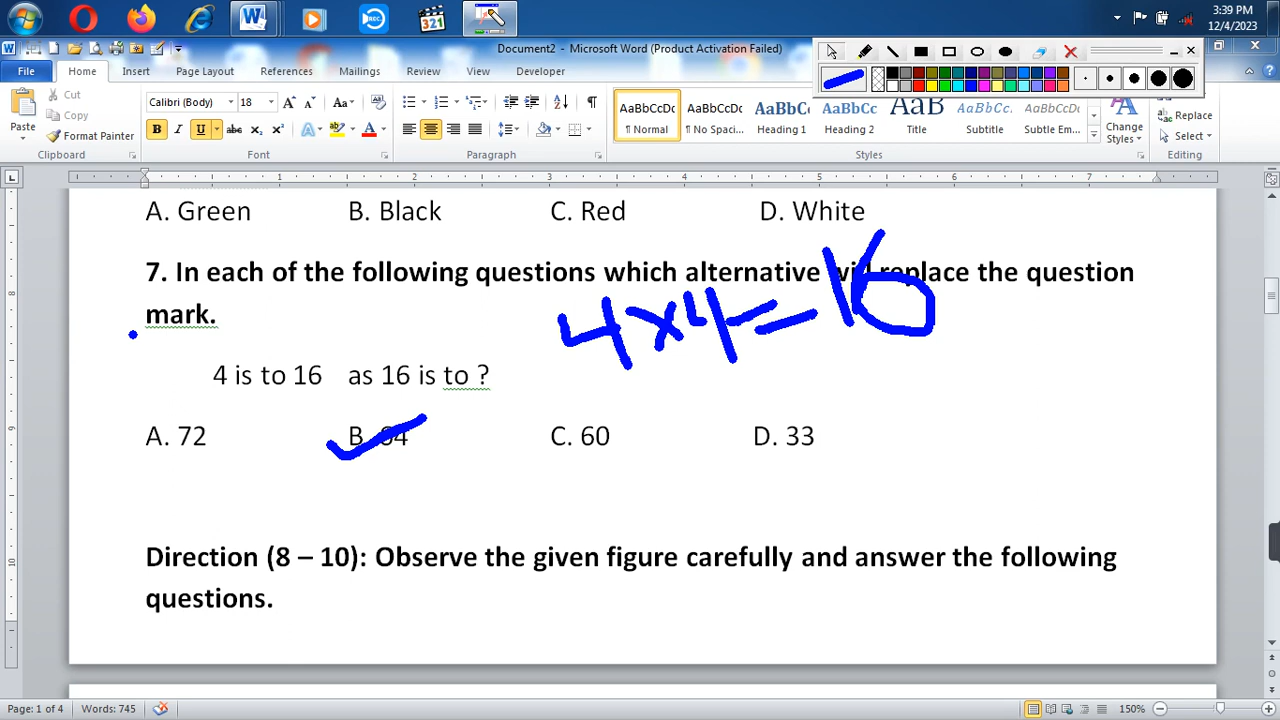 3:39 PM
12/4/2023
REC
321
Document2 - Microsoft Word (Product Activation Failed)
File Home Insert Page Layout References Mailings Review View Developer
Cut
Copy
Format Painter
Paste
Clipboard
Calibri (Body) 18
Font
Paragraph
AaBbCcDc AaBbCcDc AaBbC AaBbCc AaB AaBbCc. AaBbCcDc
¶ Normal ¶ No Spaci... Heading 1 Heading 2 Title Subtitle Subtle Em...
Styles
Change Styles
Replace
Select
Editing
A. Green B. Black C. Red D. White
7. In each of the following questions which alternative will replace the question
mark.
4 x 4 = 16
4 is to 16 as 16 is to ?
A. 72 B. 64 C. 60 D. 33
Direction (8 – 10): Observe the given figure carefully and answer the following
questions.
Page: 1 of 4 Words: 745 150%